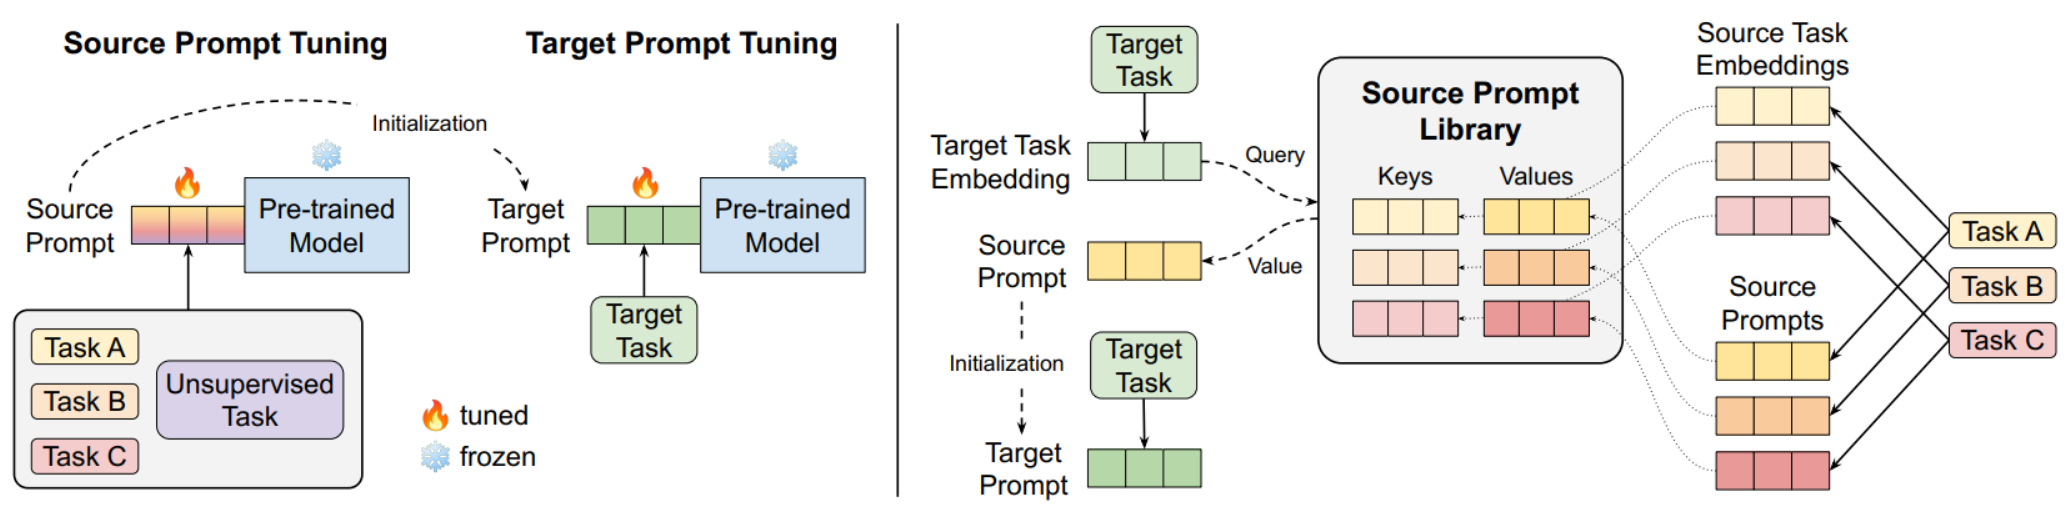 Source Prompt Tuning
Target Prompt Tuning
Initialization
Source
Prompt
Pre-trained
Model
Target
Prompt
Pre-trained
Model
Task A
Task B
Task C
Unsupervised
Task
Target
Task
tuned
frozen
Target
Task
Target Task
Embedding
Query
Source
Prompt
Value
Initialization
Target
Task
Target
Prompt
Source Prompt
Library
Keys
Values
Source Task
Embeddings
Source
Prompts
Task A
Task B
Task C